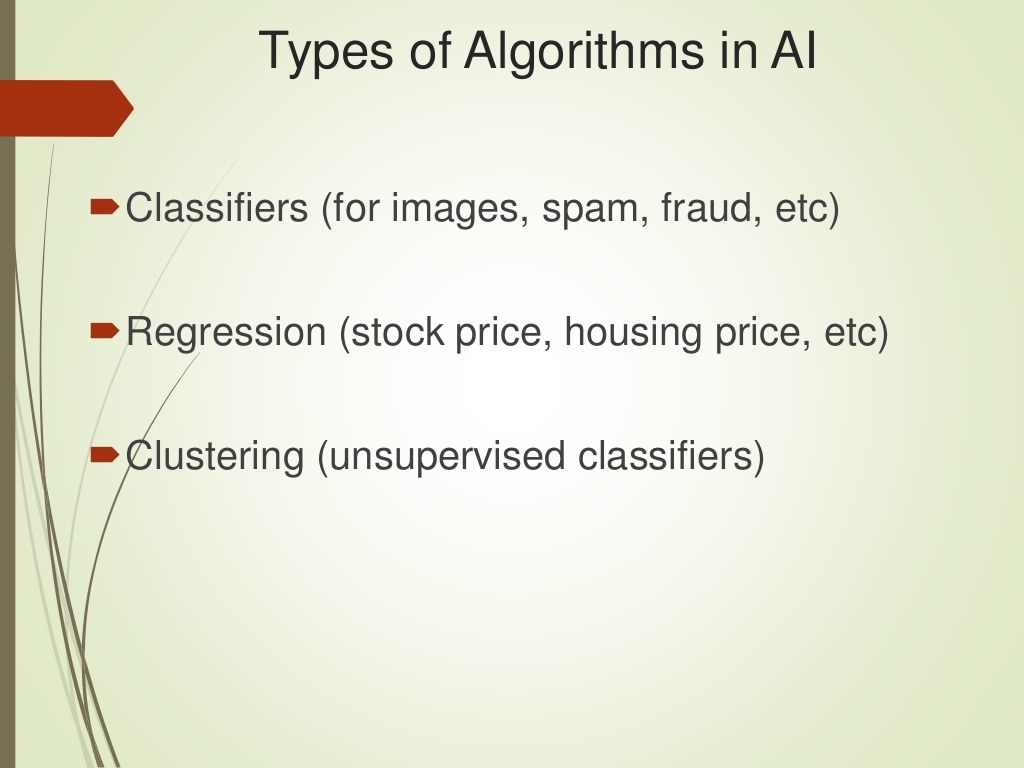 Types of Algorithms in AI
Classifiers (for images, spam, fraud, etc)
Regression (stock price, housing price, etc)
Clustering (unsupervised classifiers)